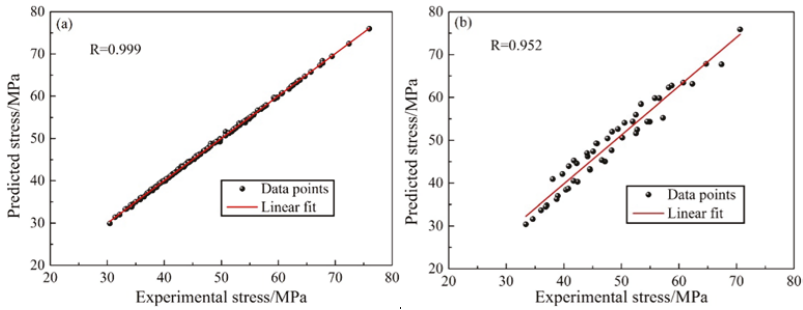 (a)
R=0.999
Predicted stress/MPa
80
70
60
50
40
30
20
Data points
Linear fit
20 30 40 50 60 70 80
Experimental stress/MPa
(b)
R=0.952
Predicted stress/MPa
80
70
60
50
40
30
20
Data points
Linear fit
20 30 40 50 60 70 80
Experimental stress/MPa